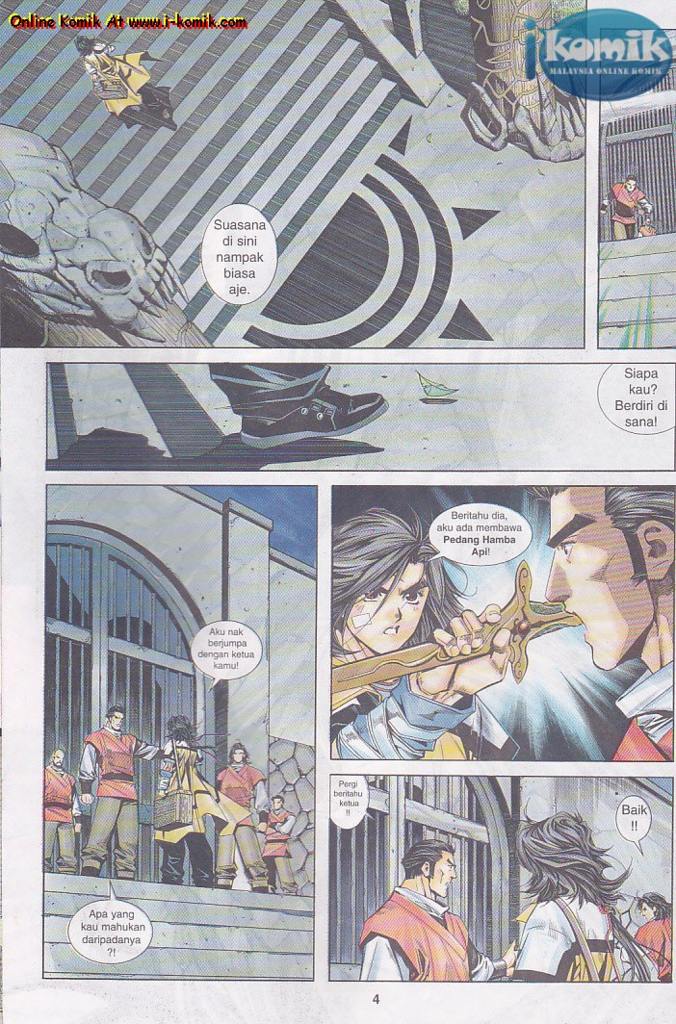 Online Komik At www.i-komik.com
ikomik
MALAYSIA ONLINE KOMIK
Suasana
di sini
nampak
biasa
aje.
Siapa
kau?
Berdiri di
sana!
Aku nak
berjumpa
dengan ketua
kamu!
Apa yang
kau mahukan
daripadanya
?!
Beritahu dia,
aku ada membawa
Pedang Hamba
Api!
Pergi
beritahu
ketua
!!
Baik
!!
4